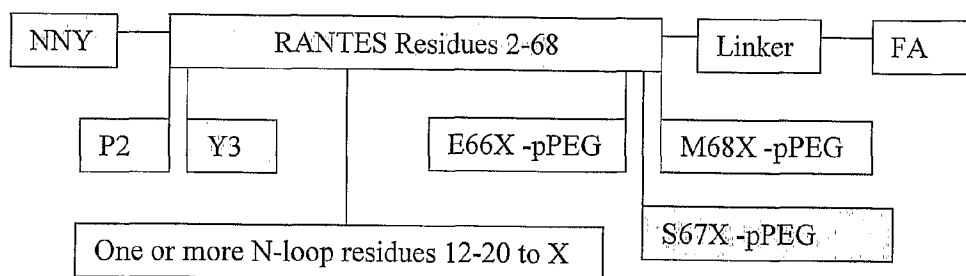 NNY
RANTES Residues 2-68
Linker
FA
P2
Y3
E66X -pPEG
M68X -pPEG
S67X -pPEG
One or more N-loop residues 12-20 to X